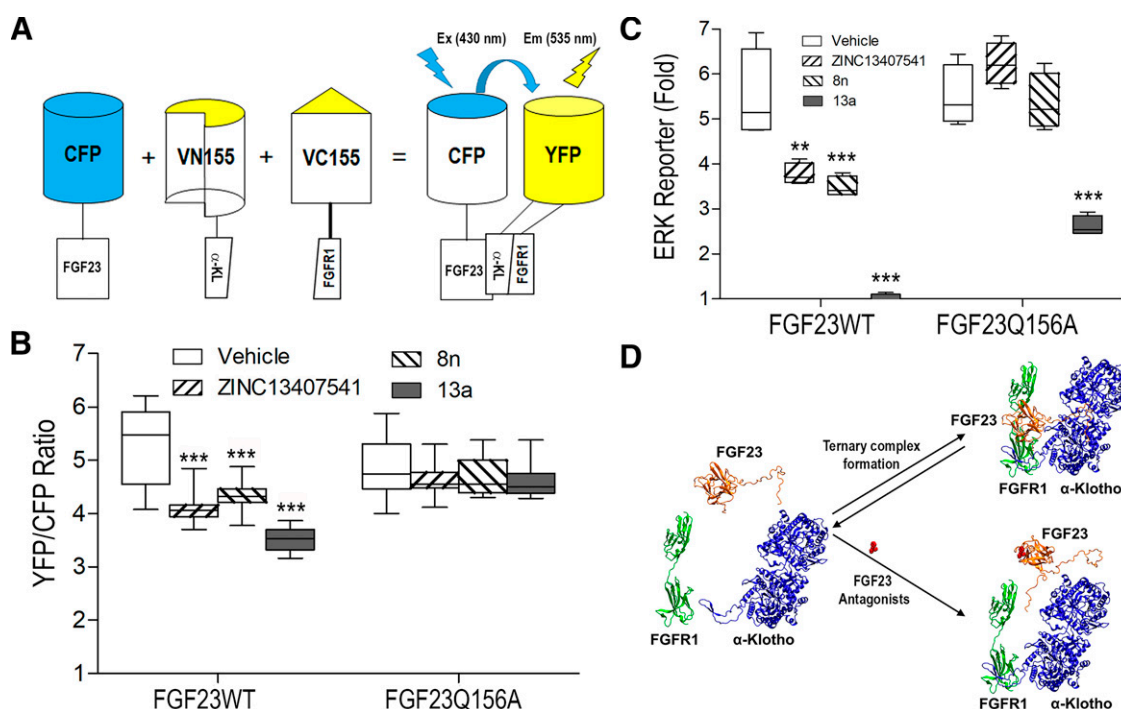 A
Ex (430 nm)
Em (535 nm)
CFP
+
VN155
+
VC155
=
CFP
YFP
FGF23
α-KL
FGFR1
FGF23
α-KL
FGFR1
B
YFP/CFP Ratio
7
6
5
4
3
2
1
Vehicle
ZINC13407541
8n
13a
***
***
***
FGF23WT
FGF23Q156A
C
ERK Reporter (Fold)
7
6
5
4
3
2
1
Vehicle
ZINC13407541
8n
13a
**
***
***
***
FGF23WT
FGF23Q156A
D
FGF23
FGFR1
α-Klotho
Ternary complex
formation
FGF23
Antagonists
FGF23
FGFR1
α-Klotho
FGF23
FGFR1
α-Klotho